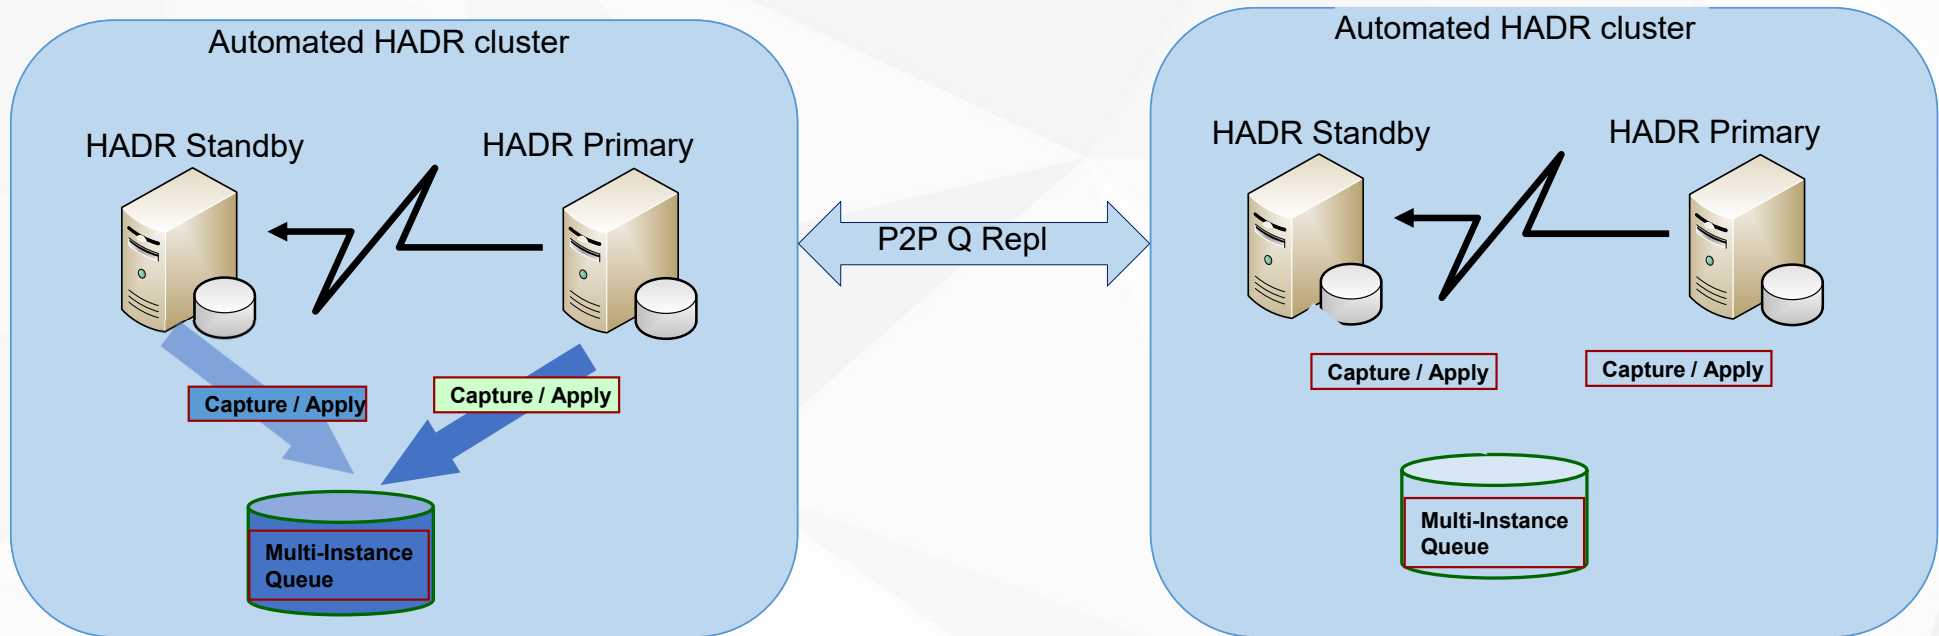 Automated HADR cluster
HADR Standby
HADR Primary
Capture / Apply
Capture / Apply
Multi-Instance
Queue
P2P Q Repl
Automated HADR cluster
HADR Standby
HADR Primary
Capture / Apply
Capture / Apply
Multi-Instance
Queue